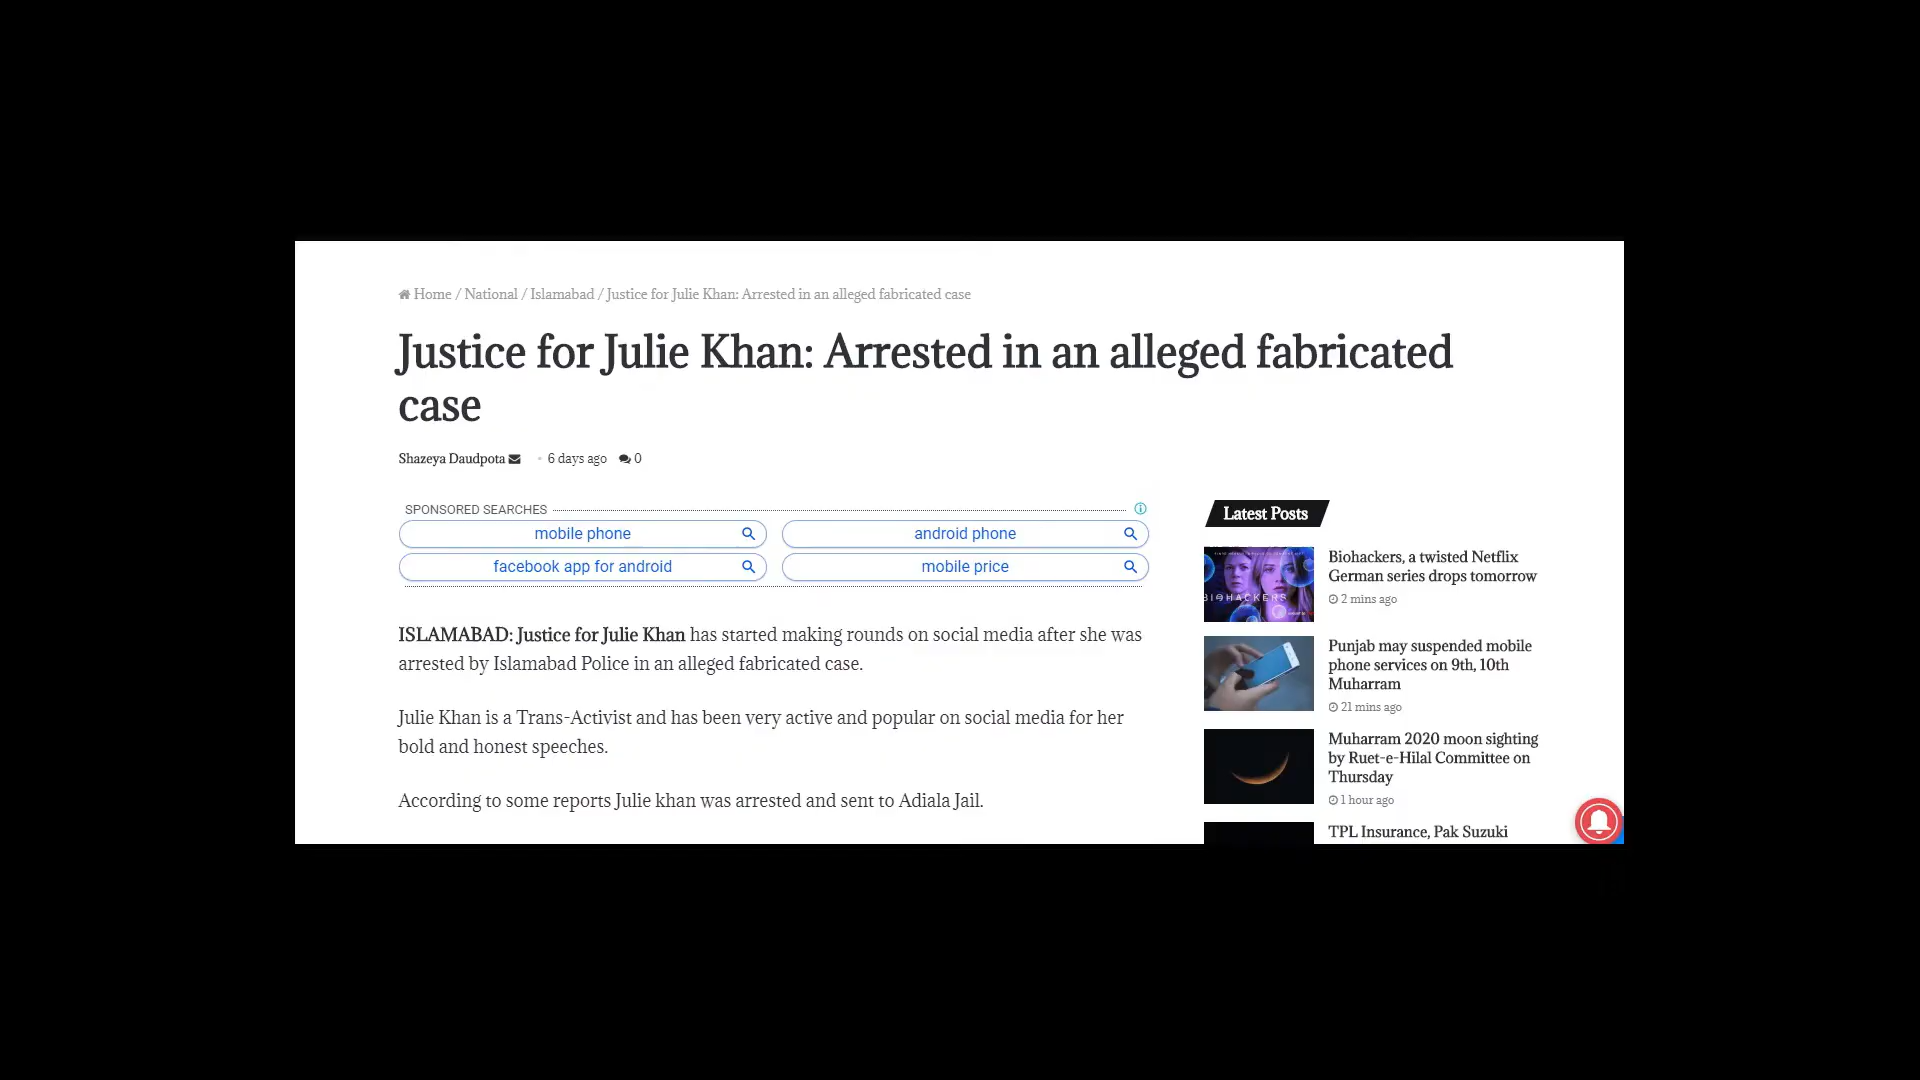 Home / National / Islamabad / Justice for Julie Khan: Arrested in an alleged fabricated case
Justice for Julie Khan: Arrested in an alleged fabricated
case
Shazeya Daudpota 6 days ago 0
SPONSORED SEARCHES
mobile phone
android phone
facebook app for android
mobile price
ISLAMABAD: Justice for Julie Khan has started making rounds on social media after she was
arrested by Islamabad Police in an alleged fabricated case.
Julie Khan is a Trans-Activist and has been very active and popular on social media for her
bold and honest speeches.
According to some reports Julie khan was arrested and sent to Adiala Jail.
Latest Posts
BIOHACKERS
Biohackers, a twisted Netflix
German series drops tomorrow
2 mins ago
Punjab may suspended mobile
phone services on 9th, 10th
Muharram
21 mins ago
Muharram 2020 moon sighting
by Ruet-e-Hilal Committee on
Thursday
1 hour ago
TPL Insurance, Pak Suzuki